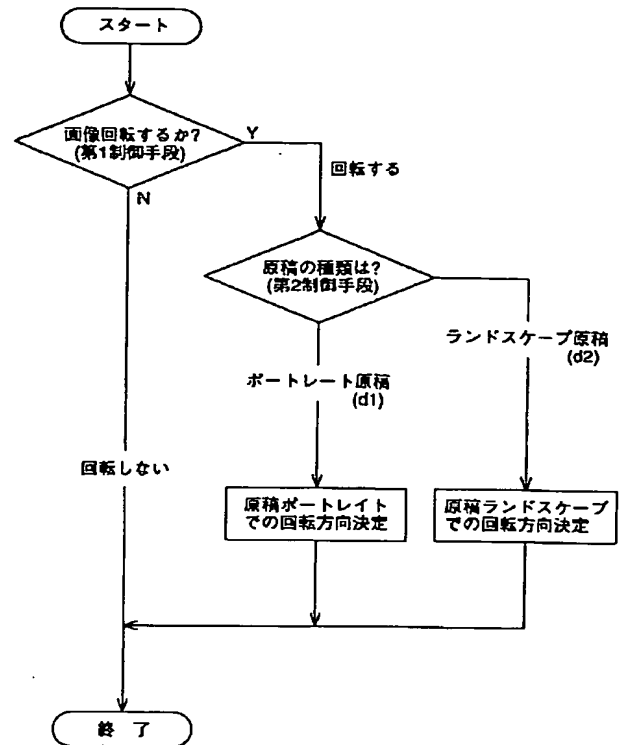 スタート
画像回転するか?
(第1制御手段)
Y
N
回転する
原稿の種類は?
(第2制御手段)
ランドスケープ原稿
(d2)
ポートレート原稿
(d1)
回転しない
原稿ポートレイト
での回転方向決定
原稿ランドスケープ
での回転方向決定
終 了